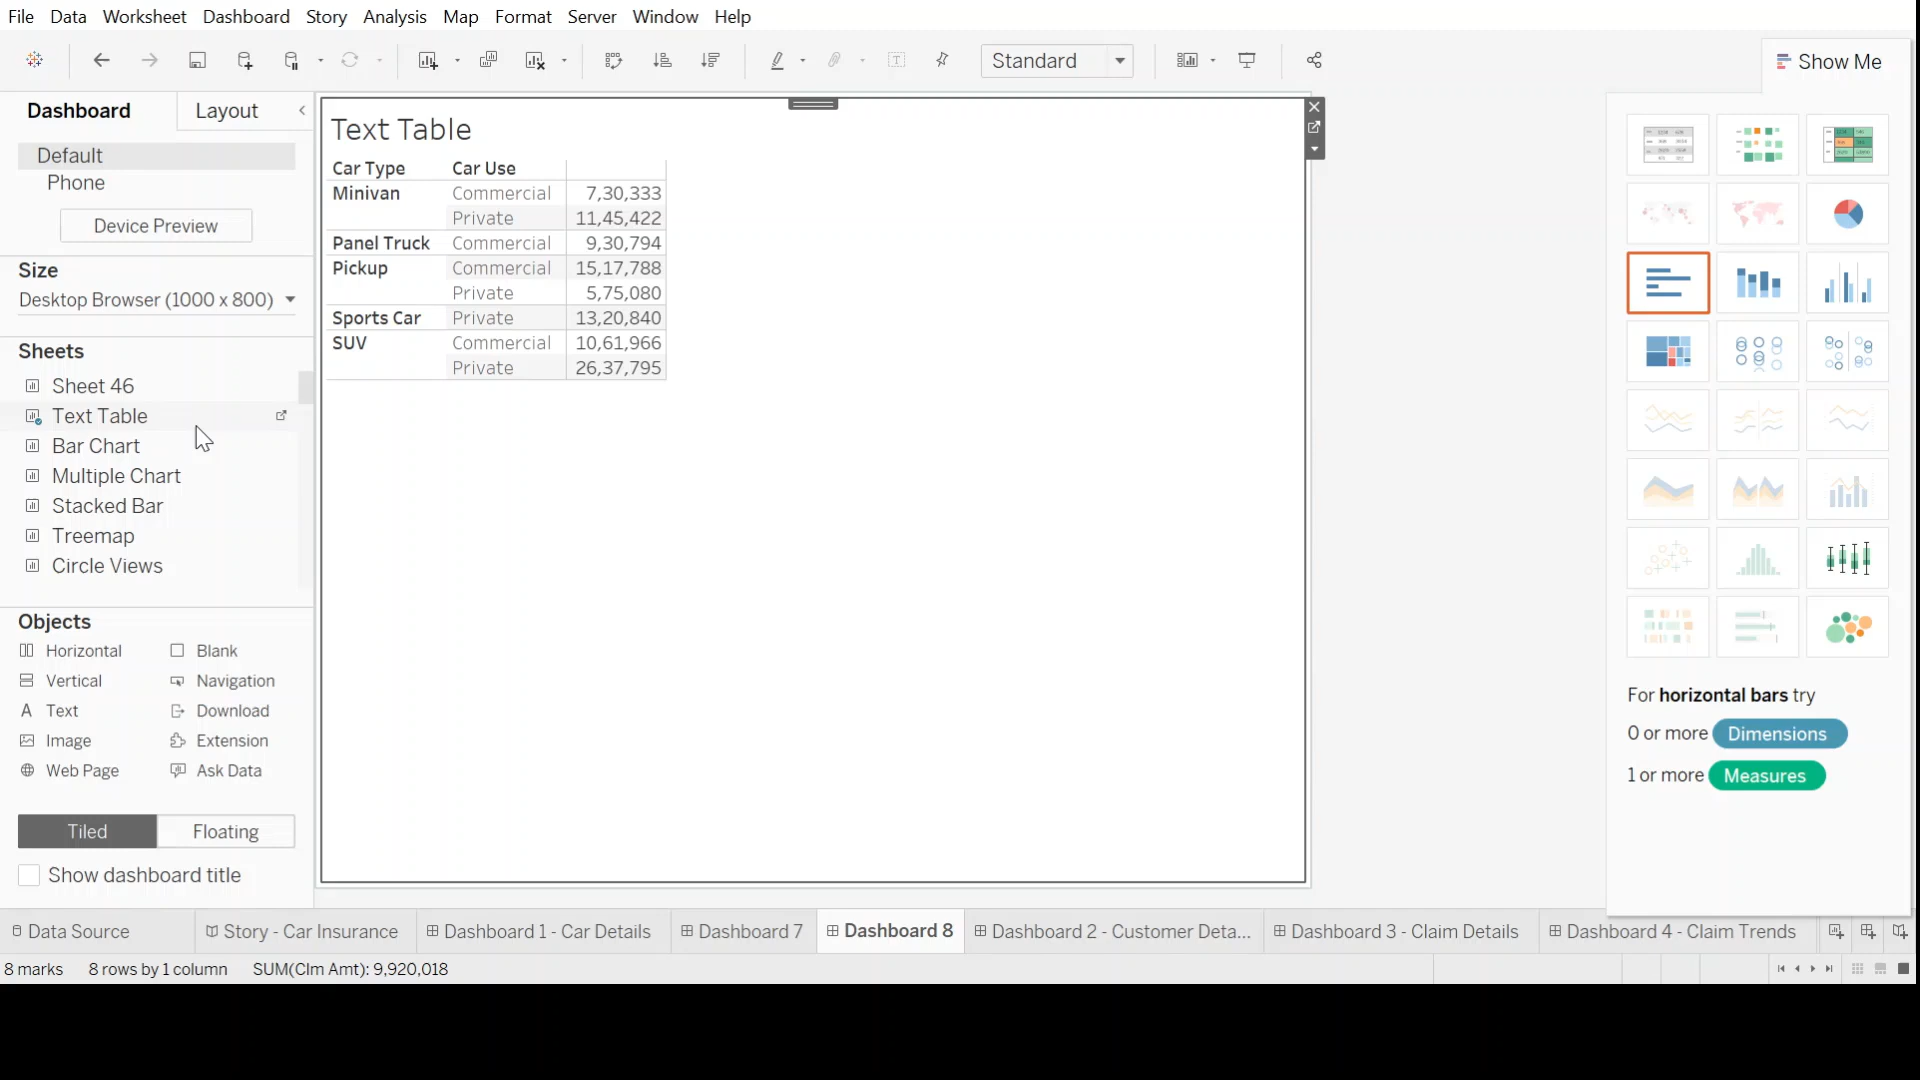 File Data Worksheet Dashboard Story Analysis Map Format Server Window Help
Standard
Show Me
Dashboard Layout
Default
Phone
Device Preview
Size
Desktop Browser (1000 x 800)
Sheets
Sheet 46
Text Table
Bar Chart
Multiple Chart
Stacked Bar
Treemap
Circle Views
Objects
Horizontal Blank
Vertical Navigation
Text Download
Image Extension
Web Page Ask Data
Tiled Floating
Show dashboard title
Text Table
Car Type Car Use
Minivan Commercial 7,30,333
Private 11,45,422
Panel Truck Commercial 9,30,794
Pickup Commercial 15,17,788
Private 5,75,080
Sports Car Private 13,20,840
SUV Commercial 10,61,966
Private 26,37,795
For horizontal bars try
0 or more Dimensions
1 or more Measures
Data Source Story - Car Insurance Dashboard 1 - Car Details Dashboard 7 Dashboard 8 Dashboard 2 - Customer Deta... Dashboard 3 - Claim Details Dashboard 4 - Claim Trends
8 marks 8 rows by 1 column SUM(Clm Amt): 9,920,018